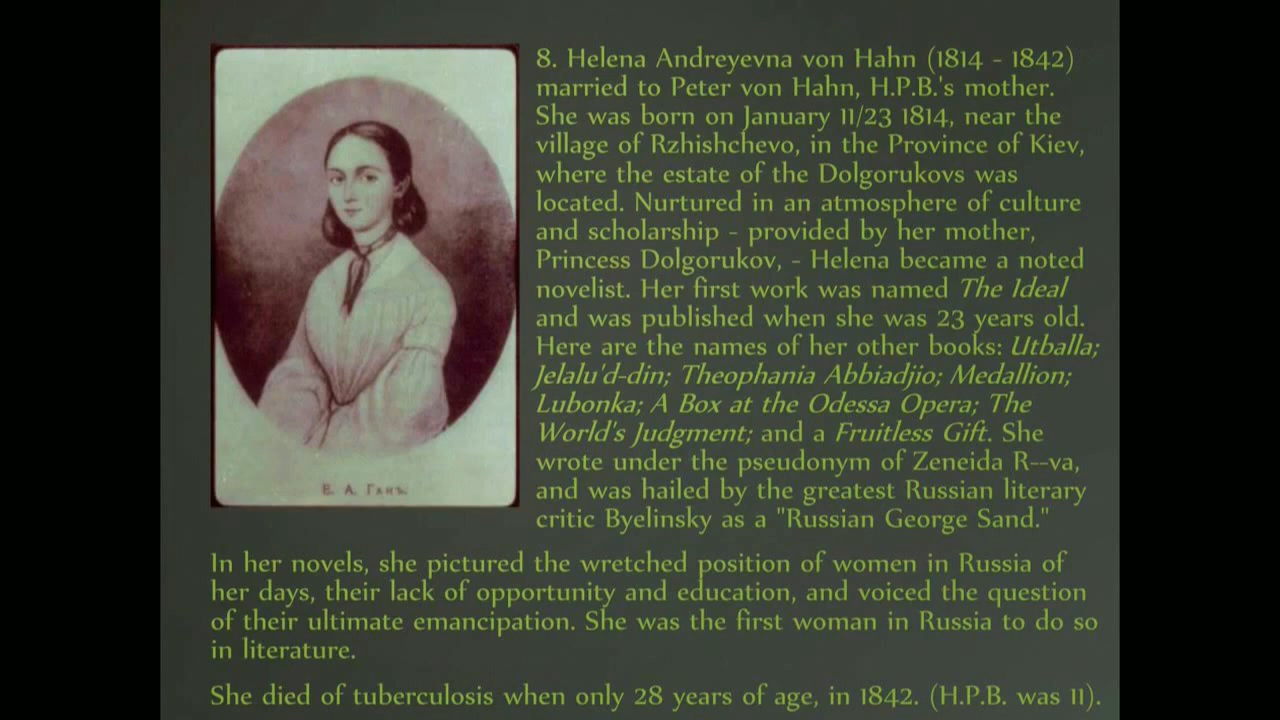 8. Helena Andreyevna von Hahn (1814 - 1842)
married to Peter von Hahn, H.P.B.'s mother.
She was born on January 11/23 1814, near the
village of Rzhishchevo, in the Province of Kiev,
where the estate of the Dolgorukovs was
located. Nurtured in an atmosphere of culture
and scholarship - provided by her mother,
Princess Dolgorukov, - Helena became a noted
novelist. Her first work was named The Ideal
and was published when she was 23 years old.
Here are the names of her other books: Utballa;
Jelalu'd-din; Theophania Abbiadjio; Medallion;
Lubonka; A Box at the Odessa Opera; The
World's Judgment; and a Fruitless Gift. She
wrote under the pseudonym of Zeneida R--va,
and was hailed by the greatest Russian literary
critic Byelinsky as a "Russian George Sand."
Е. А. Ганъ.
In her novels, she pictured the wretched position of women in Russia of
her days, their lack of opportunity and education, and voiced the question
of their ultimate emancipation. She was the first woman in Russia to do so
in literature.
She died of tuberculosis when only 28 years of age, in 1842. (H.P.B. was 11).